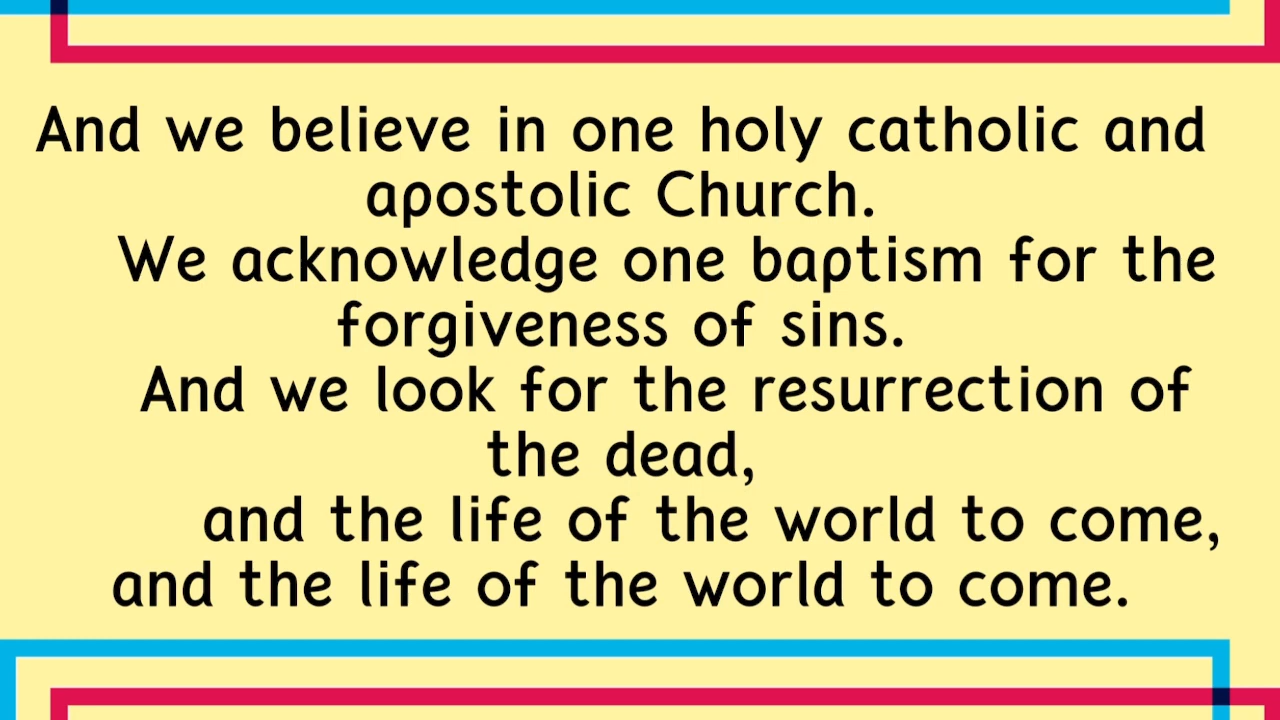 And we believe in one holy catholic and
apostolic Church.
We acknowledge one baptism for the
forgiveness of sins.
And we look for the resurrection of
the dead,
and the life of the world to come,
and the life of the world to come.